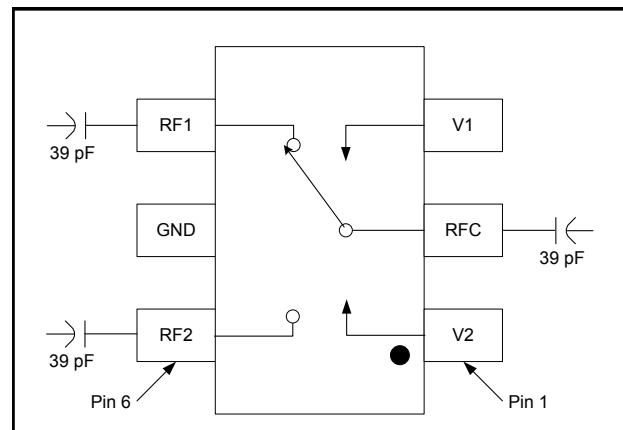 RF1
V1
39 pF
GND
RFC
39 pF
RF2
V2
39 pF
Pin 6
Pin 1